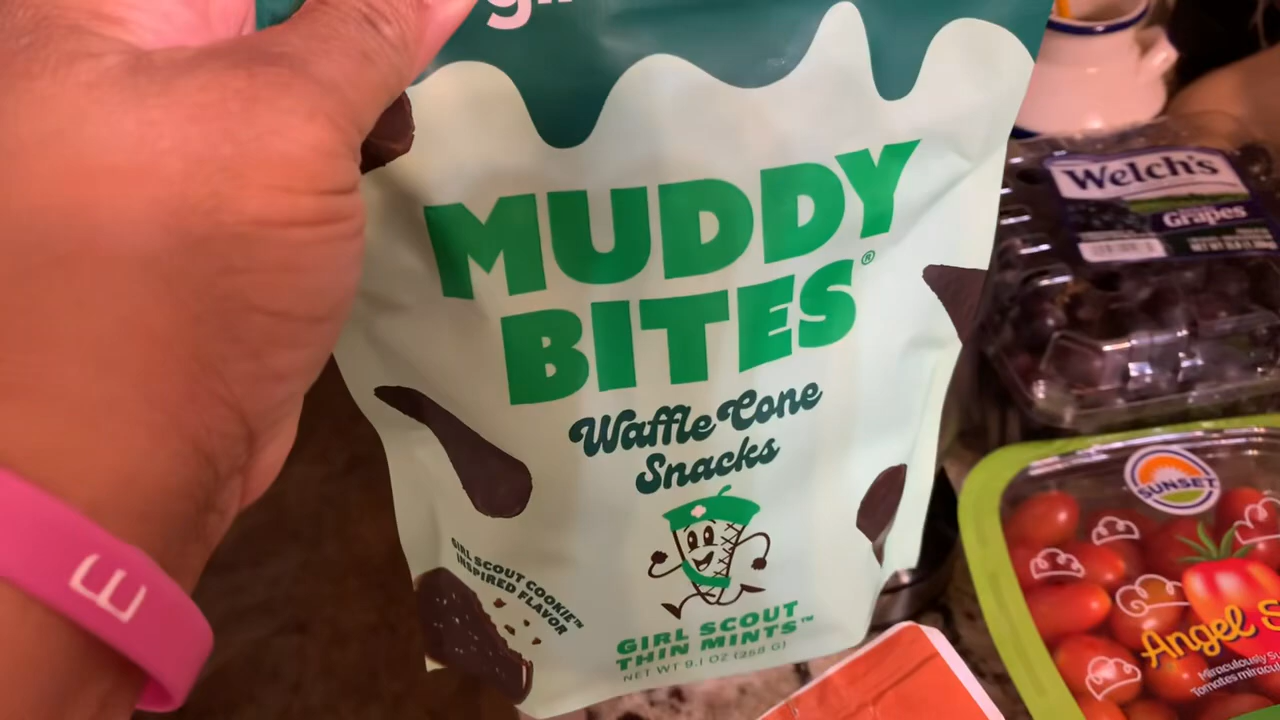 MUDDY
BITES®
Waffle Cone
Snacks
GIRL SCOUT COOKIE™
INSPIRED FLAVOR
GIRL SCOUT
THIN MINTS™
NET WT 9.1 OZ (258 G)
E
Welch's
Grapes
SUNSET
Angel S
Miraculously